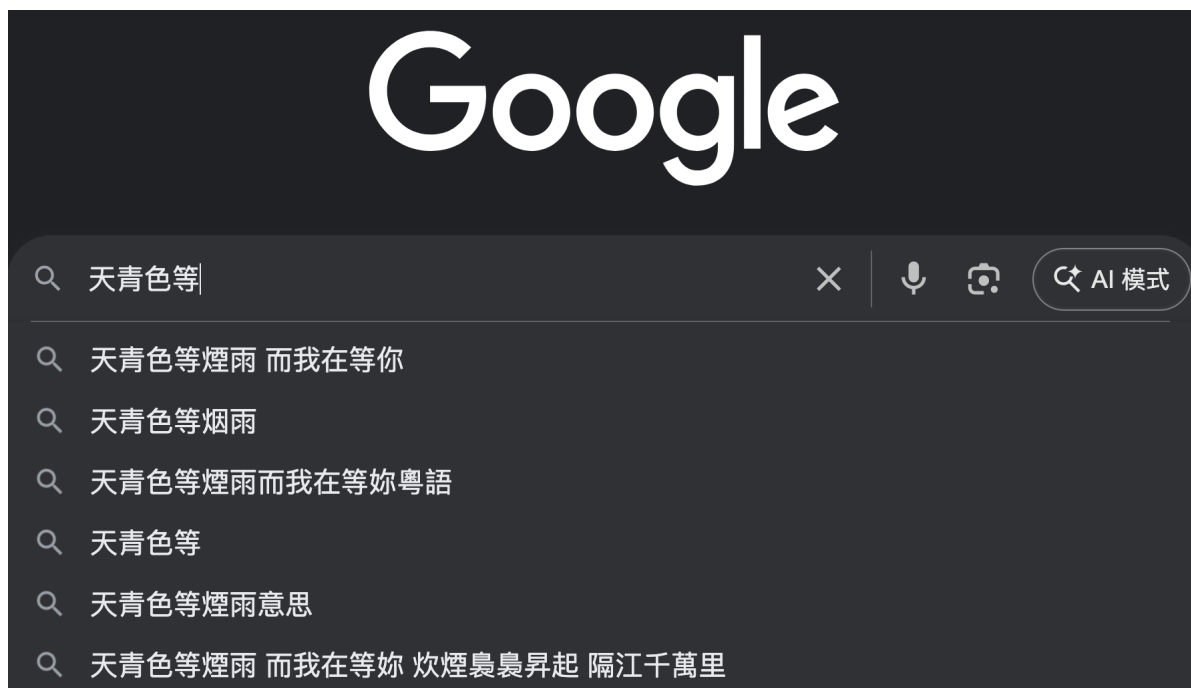 Google
天青色等
AI 模式
天青色等煙雨 而我在等你
天青色等烟雨
天青色等煙雨而我在等妳粵語
天青色等
天青色等煙雨意思
天青色等煙雨 而我在等妳 炊煙裊裊昇起 隔江千萬里